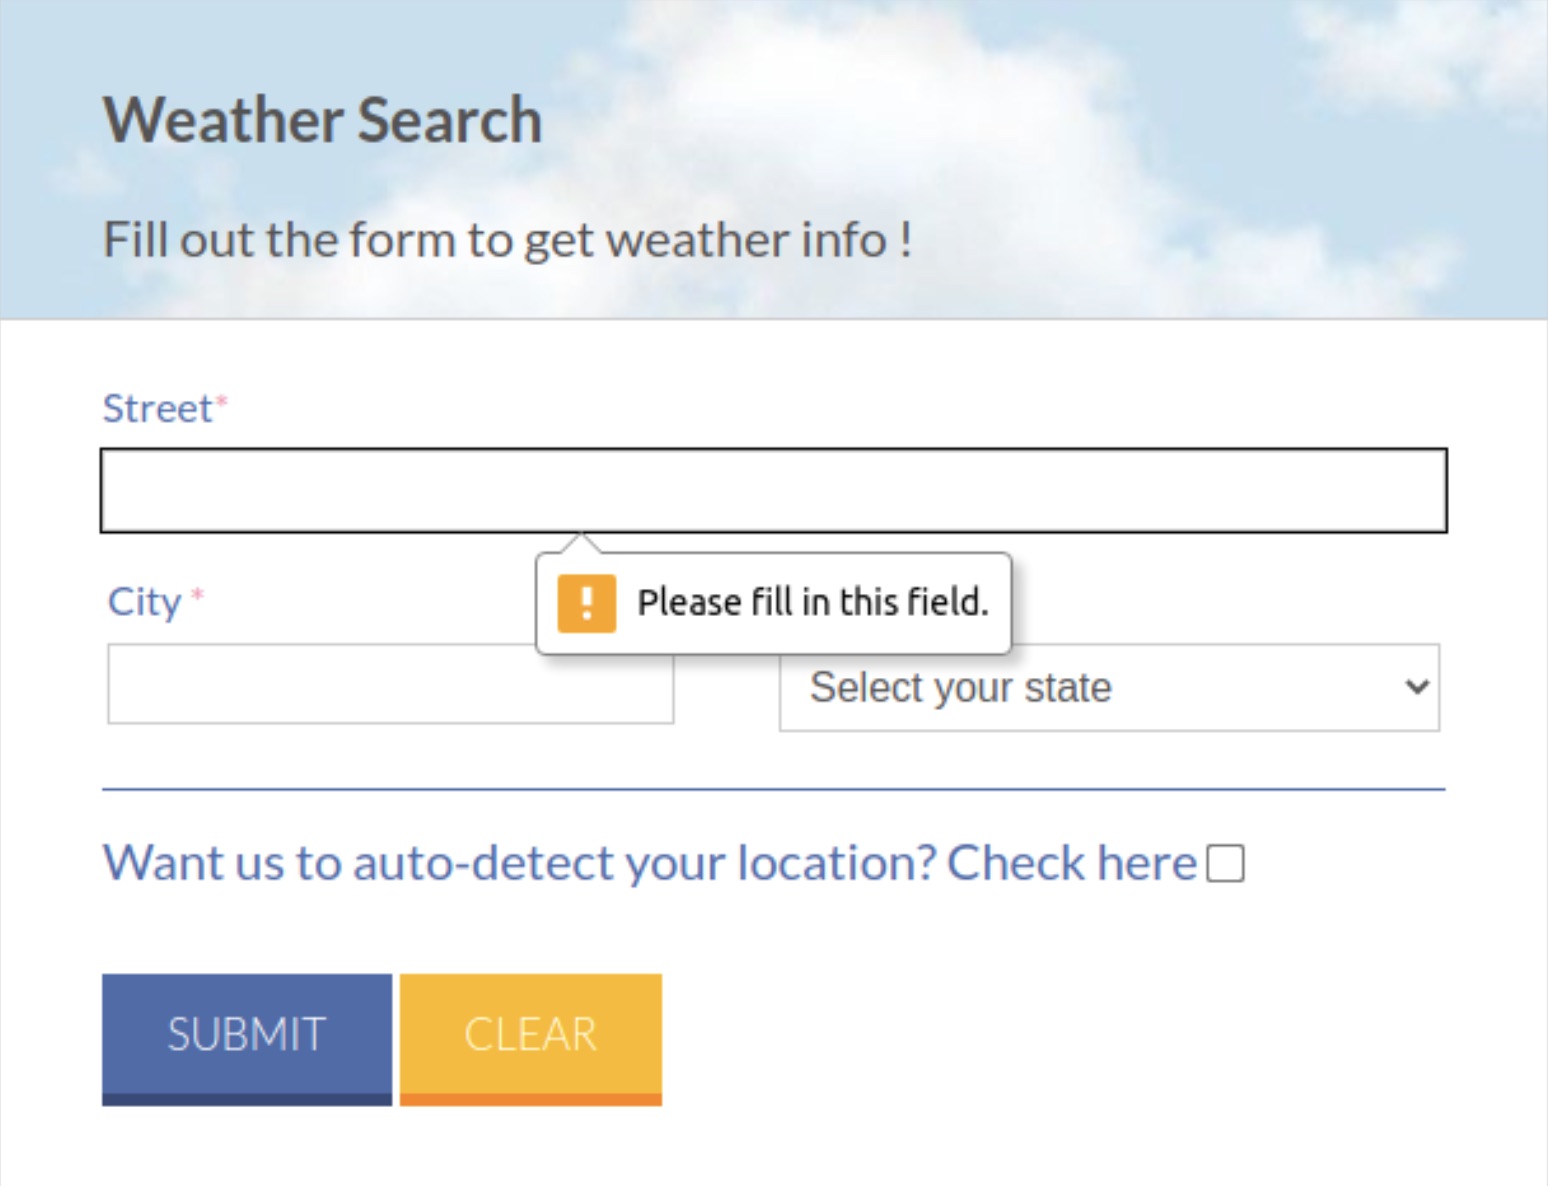 Weather Search
Fill out the form to get weather info !
Street*
Please fill in this field.
City *
Select your state
Want us to auto-detect your location? Check here
SUBMIT
CLEAR